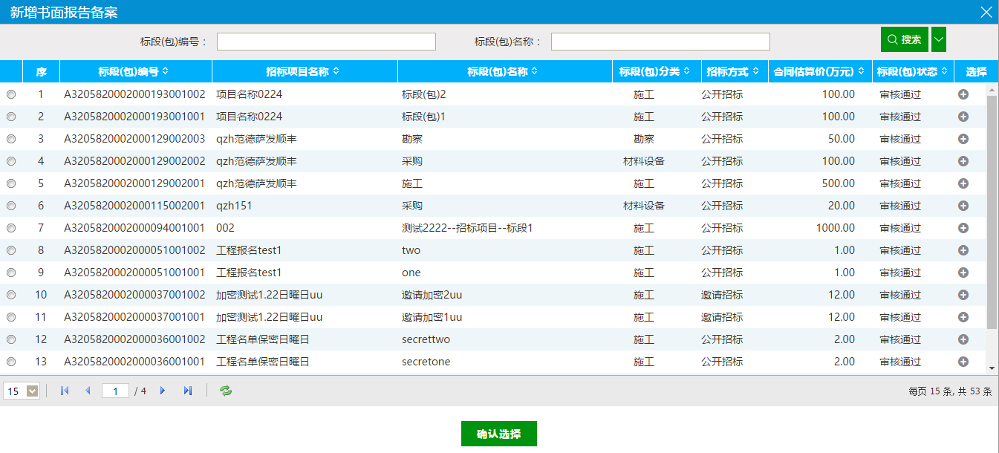 新增书面报告备案
标段(包)编号： 标段(包)名称： 搜索
序 标段(包)编号 招标项目名称 标段(包)名称 标段(包)分类 招标方式 合同估算价(万元) 标段(包)状态 选择
1 A3205820002000193001002 项目名称0224 标段(包)2 施工 公开招标 100.00 审核通过
2 A3205820002000193001001 项目名称0224 标段(包)1 施工 公开招标 100.00 审核通过
3 A3205820002000129002003 qzh范德萨发顺丰 勘察 勘察 公开招标 50.00 审核通过
4 A3205820002000129002002 qzh范德萨发顺丰 采购 材料设备 公开招标 100.00 审核通过
5 A3205820002000129002001 qzh范德萨发顺丰 施工 施工 公开招标 500.00 审核通过
6 A3205820002000115002001 qzh151 采购 材料设备 公开招标 20.00 审核通过
7 A3205820002000094001001 002 测试2222--招标项目--标段1 施工 公开招标 1000.00 审核通过
8 A3205820002000051001002 工程报名test1 two 施工 公开招标 1.00 审核通过
9 A3205820002000051001001 工程报名test1 one 施工 公开招标 1.00 审核通过
10 A3205820002000037001002 加密测试1.22日曜日uu 邀请加密2uu 施工 邀请招标 12.00 审核通过
11 A3205820002000037001001 加密测试1.22日曜日uu 邀请加密1uu 施工 邀请招标 12.00 审核通过
12 A3205820002000036001002 工程名单保密日曜日 secrettwo 施工 公开招标 2.00 审核通过
13 A3205820002000036001001 工程名单保密日曜日 secretone 施工 公开招标 2.00 审核通过
15 1 / 4 每页 15 条, 共 53 条
确认选择